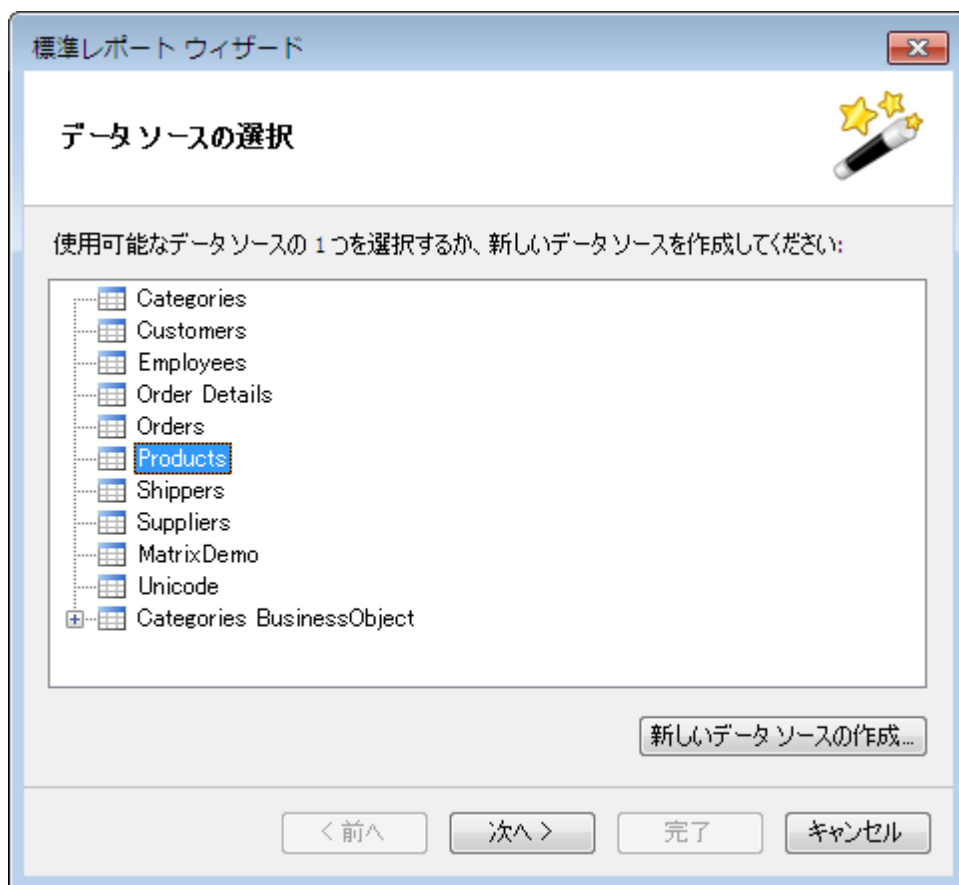 標準レポート ウィザード
データ ソースの選択
使用可能なデータ ソースの 1 つを選択するか、新しいデータ ソースを作成してください:
Categories
Customers
Employees
Order Details
Orders
Products
Shippers
Suppliers
MatrixDemo
Unicode
Categories BusinessObject
新しいデータ ソースの作成...
< 前へ
次へ >
完了
キャンセル